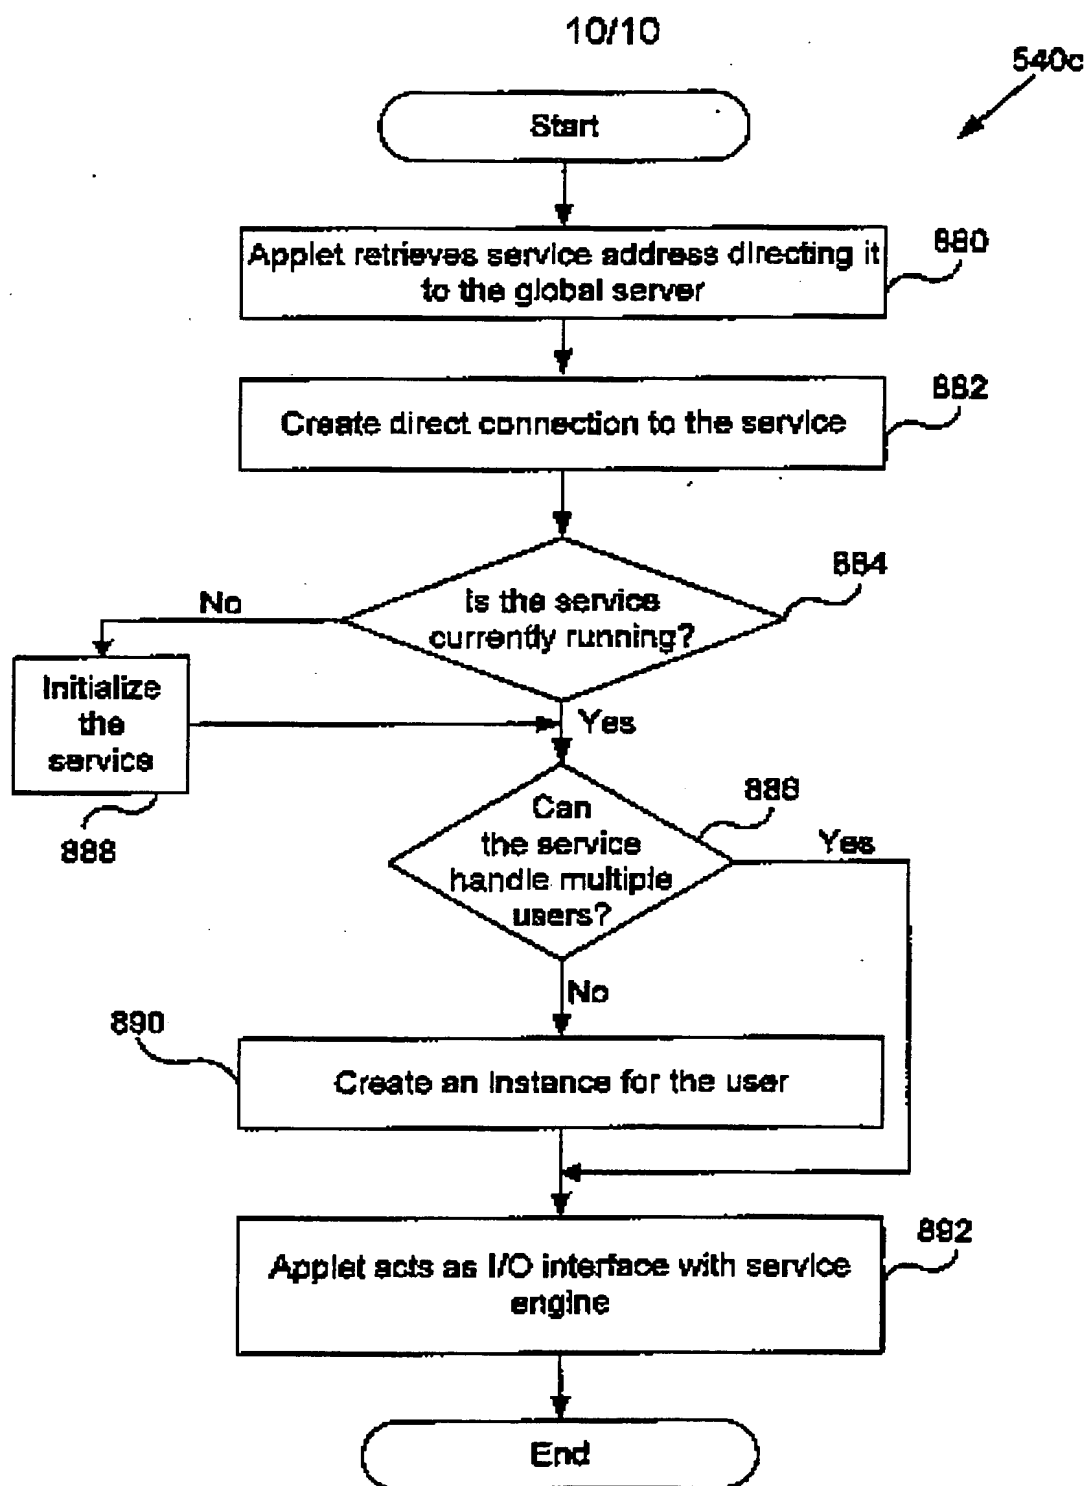 10/10
540c
Start
Applet retrieves service address directing it
to the global server
880
Create direct connection to the service
882
Is the service
currently running?
884
No
Initialize
the
service
888
Yes
Can
the service
handle multiple
users?
886
Yes
No
890
Create an Instance for the user
Applet acts as I/O interface with service
engine
892
End